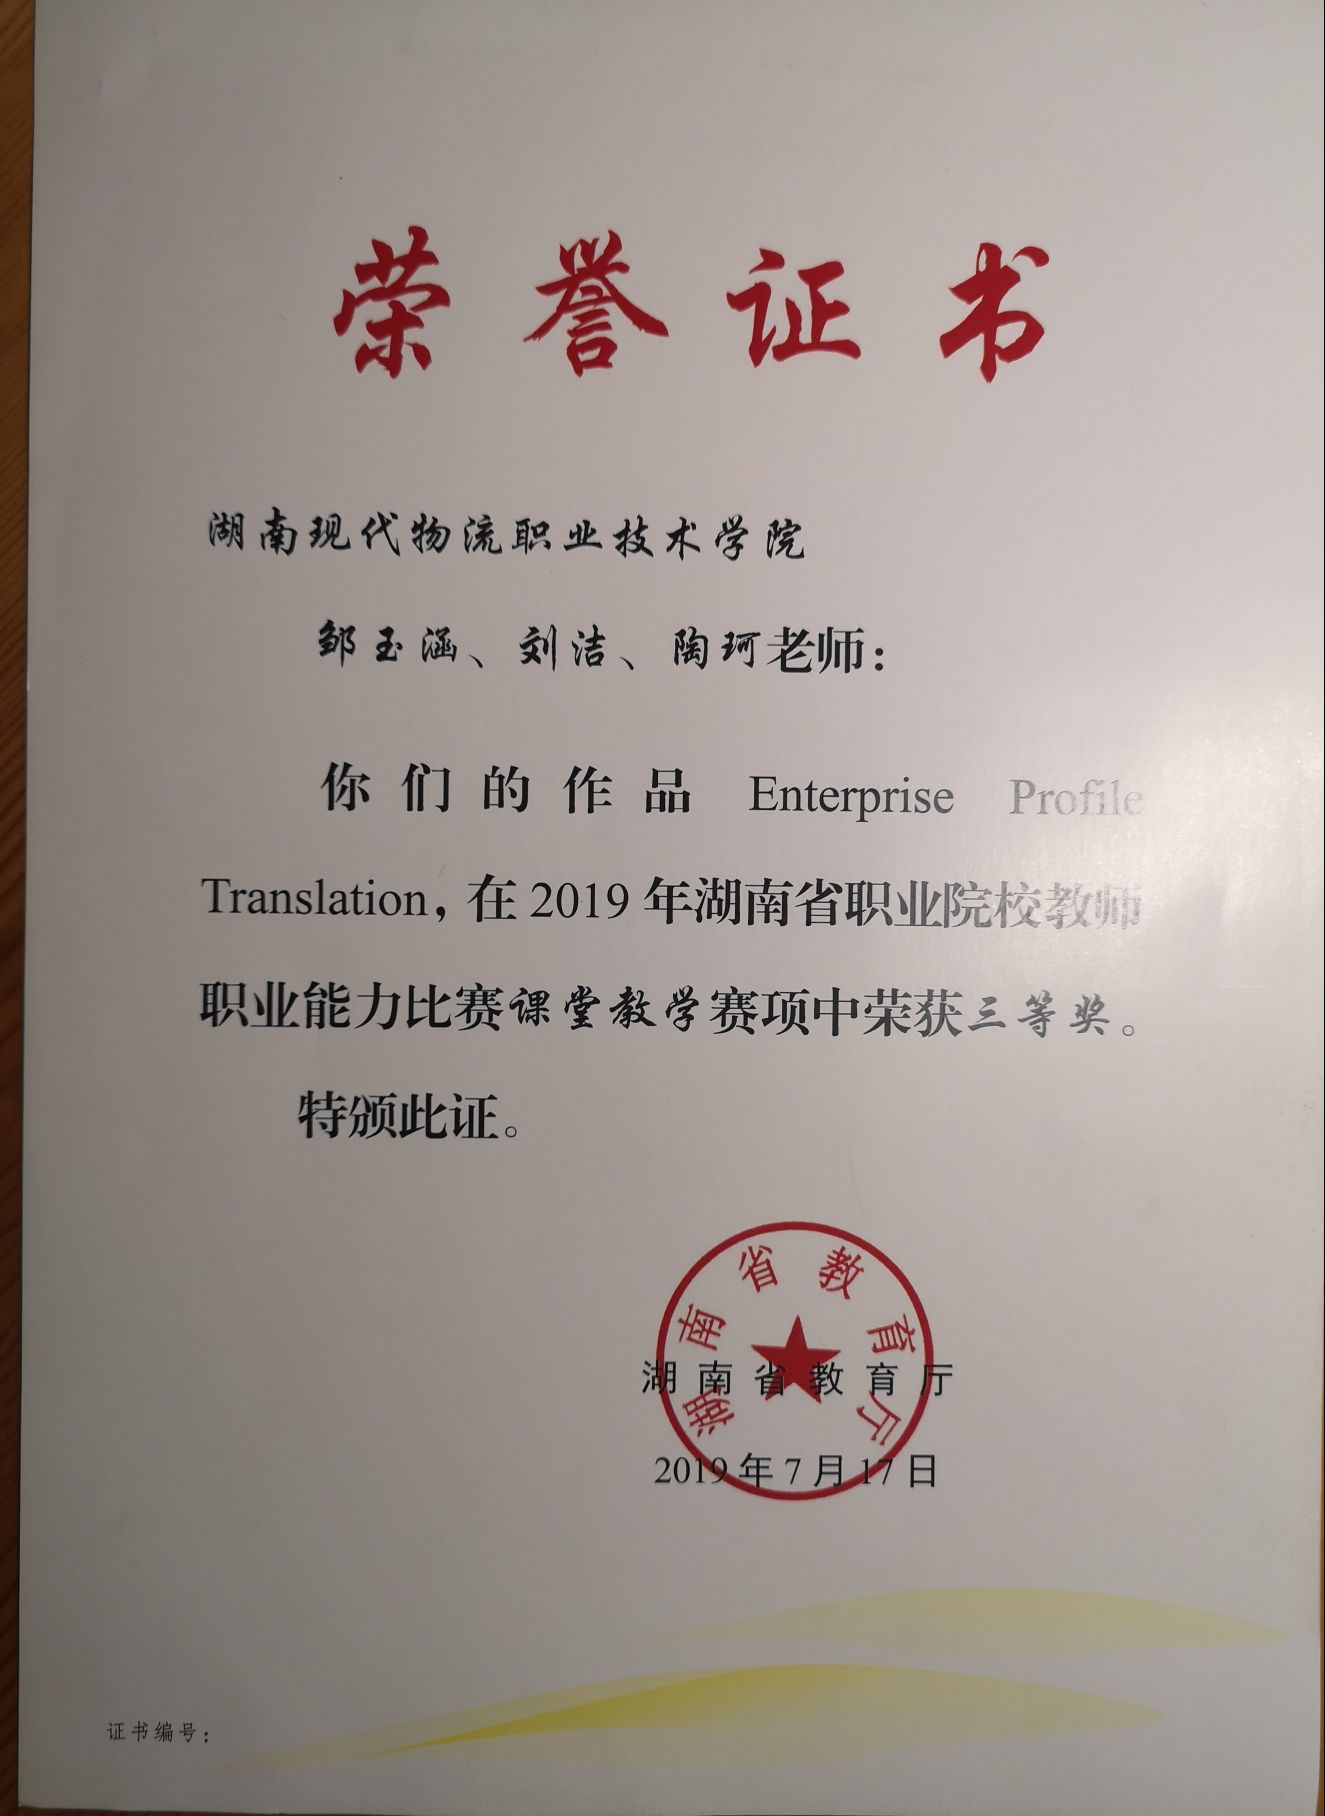 荣誉证书
湖南现代物流职业技术学院
邹玉涵、刘洁、陶珂老师：
你们的作品 Enterprise Profile
Translation，在2019年湖南省职业院校教师
职业能力比赛课堂教学赛项中荣获三等奖。
特颁此证。
湖南省教育厅
湖南省教育厅
2019年7月17日
证书编号：